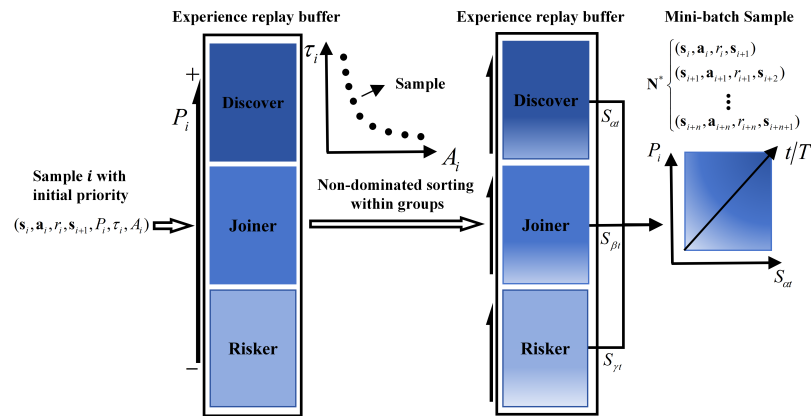 Experience replay buffer
Experience replay buffer
Mini-batch Sample
+
P_i
−
Discover
Joiner
Risker
τ_i
Sample
A_i
Sample i with
initial priority
(s_i, a_i, r_i, s_{i+1}, P_i, τ_i, A_i)
Non-dominated sorting
within groups
Discover
Joiner
Risker
S_{αt}
S_{βt}
S_{γt}
N*
(s_i, a_i, r_i, s_{i+1})
(s_{i+1}, a_{i+1}, r_{i+1}, s_{i+2})
⋮
(s_{i+n}, a_{i+n}, r_{i+n}, s_{i+n+1})
P_i
t/T
S_{αt}